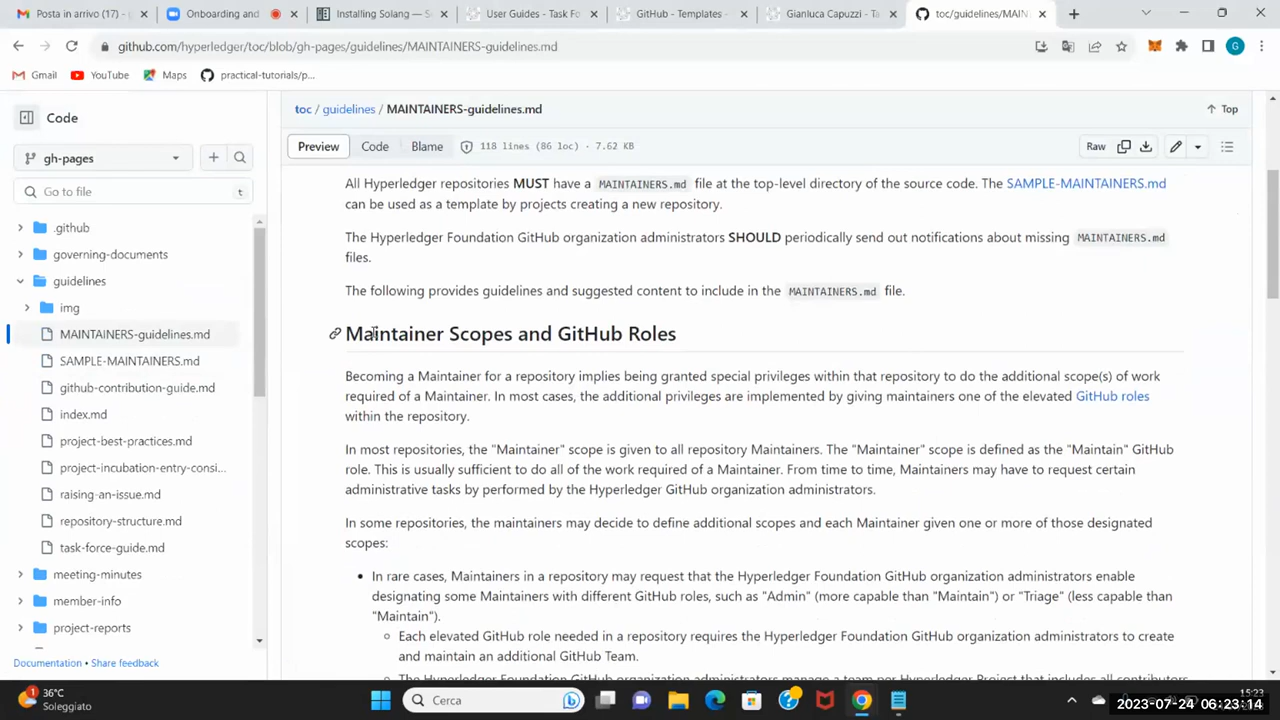 Posta in arrivo (17) - g
Onboarding and
Installing Solang — S
User Guides - Task Fo
GitHub - Templates -
Gianluca Capuzzi - Ta
toc/guidelines/MAIN
github.com/hyperledger/toc/blob/gh-pages/guidelines/MAINTAINERS-guidelines.md
G
Gmail
YouTube
Maps
practical-tutorials/p...
Code
toc / guidelines / MAINTAINERS-guidelines.md
Top
gh-pages
Preview
Code
Blame
118 lines (86 loc) · 7.62 KB
Raw
Go to file
t
.github
governing-documents
guidelines
img
MAINTAINERS-guidelines.md
SAMPLE-MAINTAINERS.md
github-contribution-guide.md
index.md
project-best-practices.md
project-incubation-entry-consi...
raising-an-issue.md
repository-structure.md
task-force-guide.md
meeting-minutes
member-info
project-reports
Documentation • Share feedback
All Hyperledger repositories MUST have a MAINTAINERS.md file at the top-level directory of the source code. The SAMPLE-MAINTAINERS.md
can be used as a template by projects creating a new repository.
The Hyperledger Foundation GitHub organization administrators SHOULD periodically send out notifications about missing MAINTAINERS.md
files.
The following provides guidelines and suggested content to include in the MAINTAINERS.md file.
Maintainer Scopes and GitHub Roles
Becoming a Maintainer for a repository implies being granted special privileges within that repository to do the additional scope(s) of work
required of a Maintainer. In most cases, the additional privileges are implemented by giving maintainers one of the elevated GitHub roles
within the repository.
In most repositories, the "Maintainer" scope is given to all repository Maintainers. The "Maintainer" scope is defined as the "Maintain" GitHub
role. This is usually sufficient to do all of the work required of a Maintainer. From time to time, Maintainers may have to request certain
administrative tasks by performed by the Hyperledger GitHub organization administrators.
In some repositories, the maintainers may decide to define additional scopes and each Maintainer given one or more of those designated
scopes:
• In rare cases, Maintainers in a repository may request that the Hyperledger Foundation GitHub organization administrators enable
designating some Maintainers with different GitHub roles, such as "Admin" (more capable than "Maintain") or "Triage" (less capable than
"Maintain").
Each elevated GitHub role needed in a repository requires the Hyperledger Foundation GitHub organization administrators to create
and maintain an additional GitHub Team.
The Hyperledger Foundation GitHub organization administrators manage a team per Hyperledger Project that includes all contributors
1
36°C
Soleggiato
Cerca
15:23
2023-07-24 06:23:14